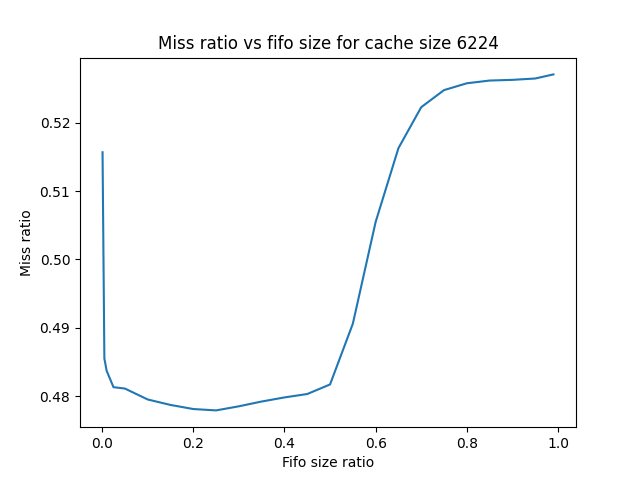 Miss ratio vs fifo size for cache size 6224
Miss ratio
0.52
0.51
0.50
0.49
0.48
0.0 0.2 0.4 0.6 0.8 1.0
Fifo size ratio